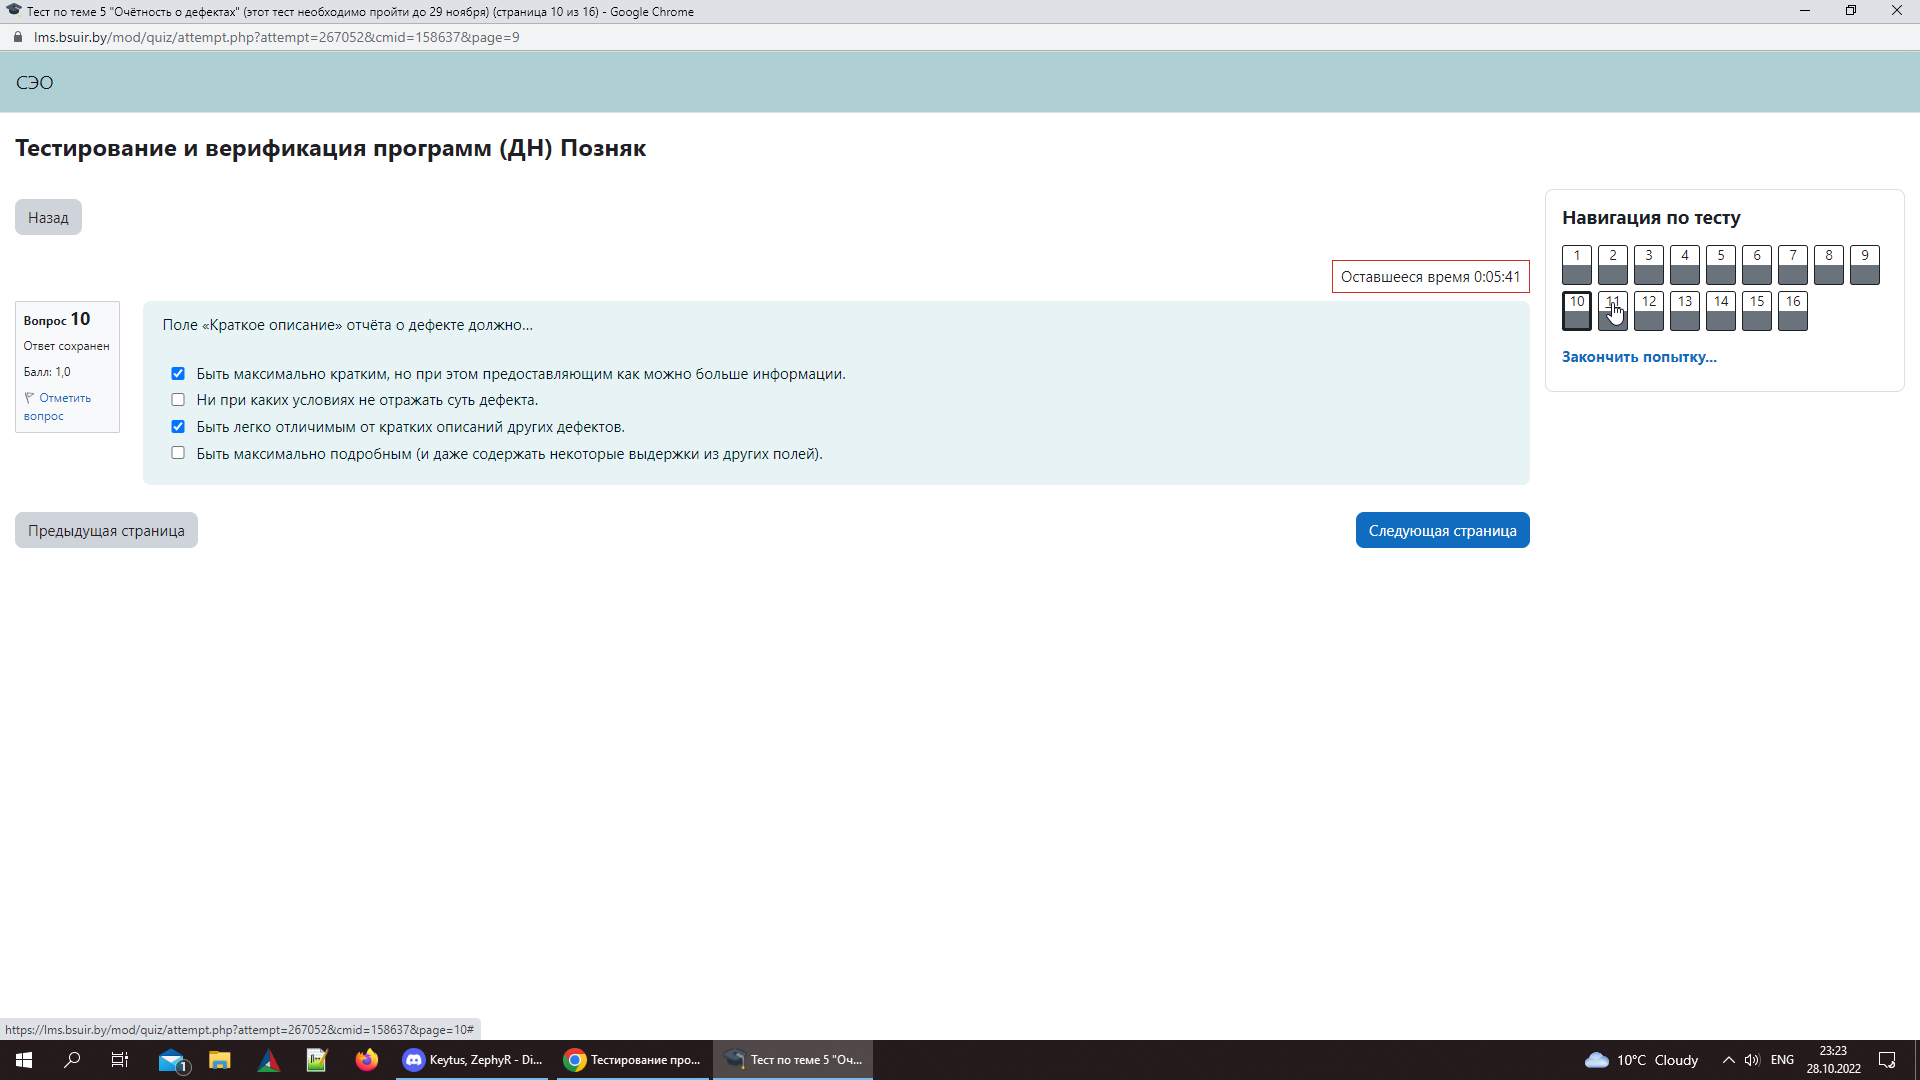 Тест по теме 5 "Очётность о дефектах" (этот тест необходимо пройти до 29 ноября) (страница 10 из 16) - Google Chrome
lms.bsuir.by/mod/quiz/attempt.php?attempt=267052&cmid=158637&page=9
СЭО
Тестирование и верификация программ (ДН) Позняк
Назад
Навигация по тесту
1 2 3 4 5 6 7 8 9
10 11 12 13 14 15 16
Закончить попытку...
Оставшееся время 0:05:41
Вопрос 10
Ответ сохранен
Балл: 1,0
Отметить
вопрос
Поле «Краткое описание» отчёта о дефекте должно...
Быть максимально кратким, но при этом предоставляющим как можно больше информации.
Ни при каких условиях не отражать суть дефекта.
Быть легко отличимым от кратких описаний других дефектов.
Быть максимально подробным (и даже содержать некоторые выдержки из других полей).
Предыдущая страница
Следующая страница
https://lms.bsuir.by/mod/quiz/attempt.php?attempt=267052&cmid=158637&page=10#
1
Keytus, ZephyR - Di...
Тестирование про...
Тест по теме 5 "Оч...
10°C Cloudy
ENG
23:23
28.10.2022